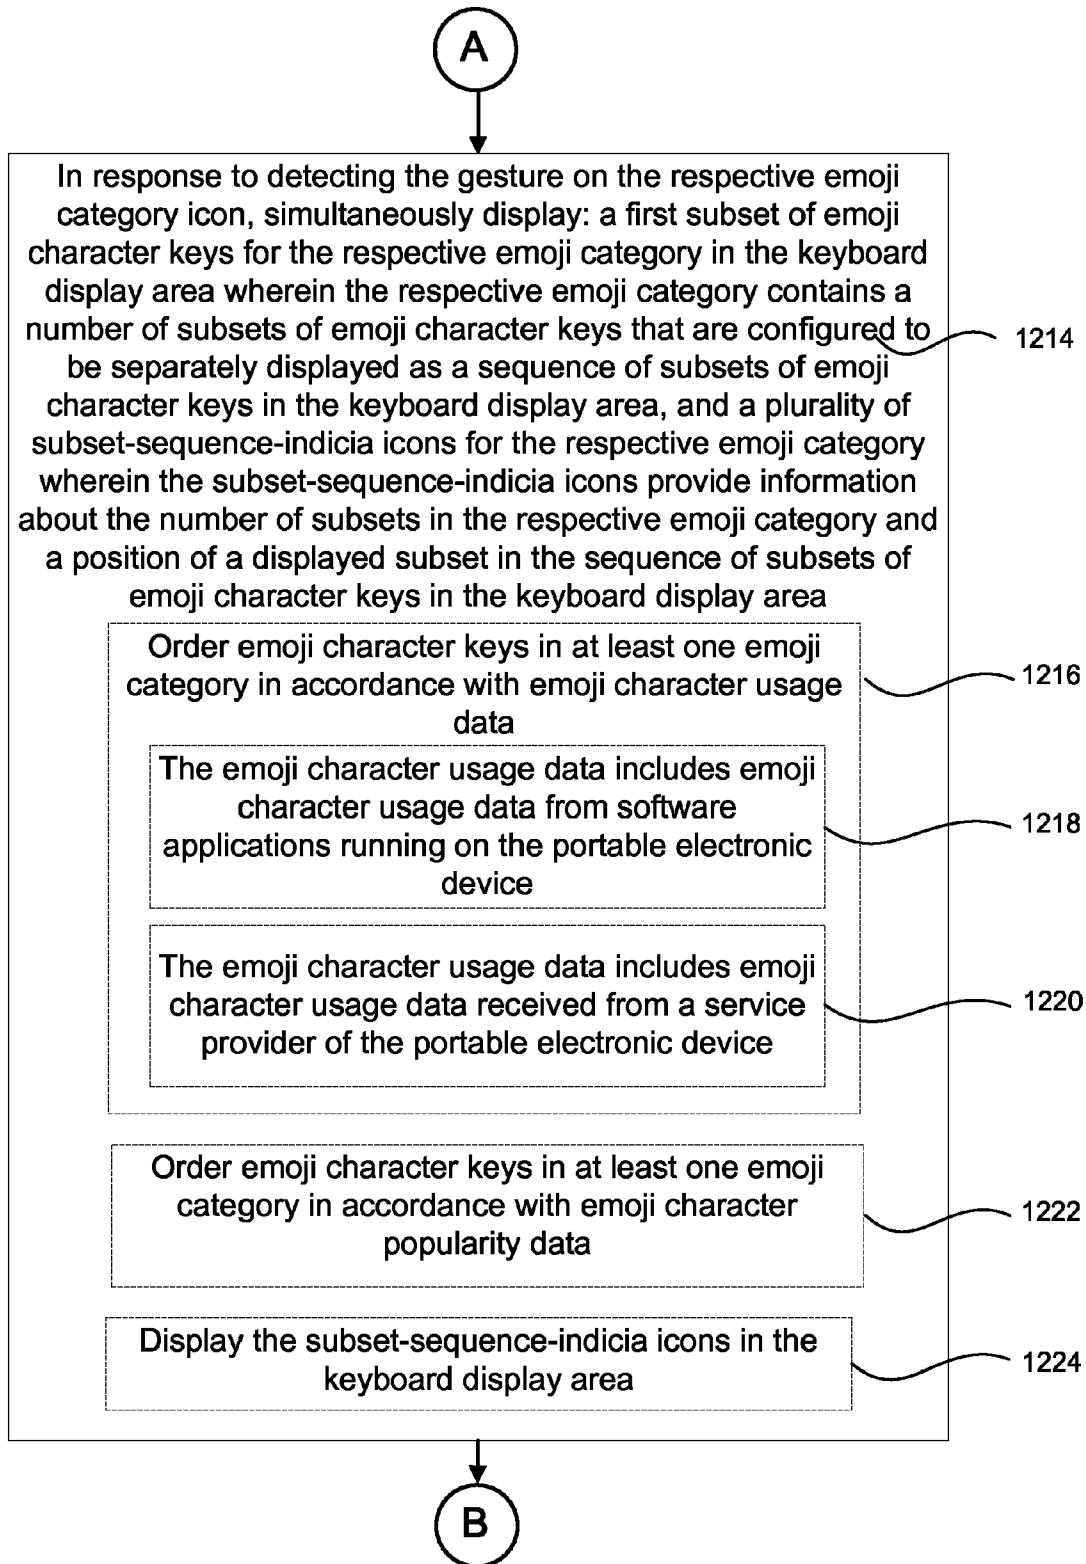 A
In response to detecting the gesture on the respective emoji
category icon, simultaneously display: a first subset of emoji
character keys for the respective emoji category in the keyboard
display area wherein the respective emoji category contains a
number of subsets of emoji character keys that are configured to
1214
be separately displayed as a sequence of subsets of emoji
character keys in the keyboard display area, and a plurality of
subset-sequence-indicia icons for the respective emoji category
wherein the subset-sequence-indicia icons provide information
about the number of subsets in the respective emoji category and
a position of a displayed subset in the sequence of subsets of
emoji character keys in the keyboard display area
Order emoji character keys in at least one emoji
category in accordance with emoji character usage
data
1216
The emoji character usage data includes emoji
character usage data from software
applications running on the portable electronic
device
1218
The emoji character usage data includes emoji
character usage data received from a service
provider of the portable electronic device
1220
Order emoji character keys in at least one emoji
category in accordance with emoji character
popularity data
1222
Display the subset-sequence-indicia icons in the
keyboard display area
1224
B